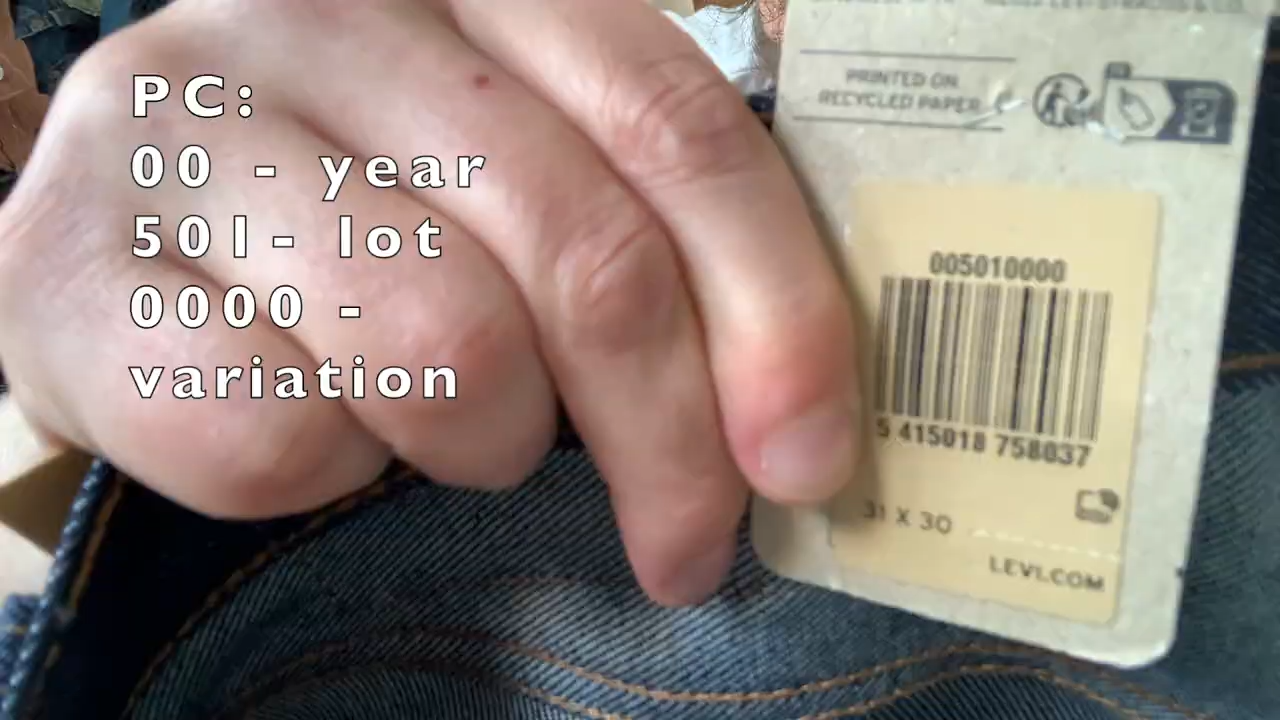 PC:
00 - year
501- lot
0000 -
variation
PRINTED ON
RECYCLED PAPER
005010000
5 415018 758037
31 X 30
LEVI.COM